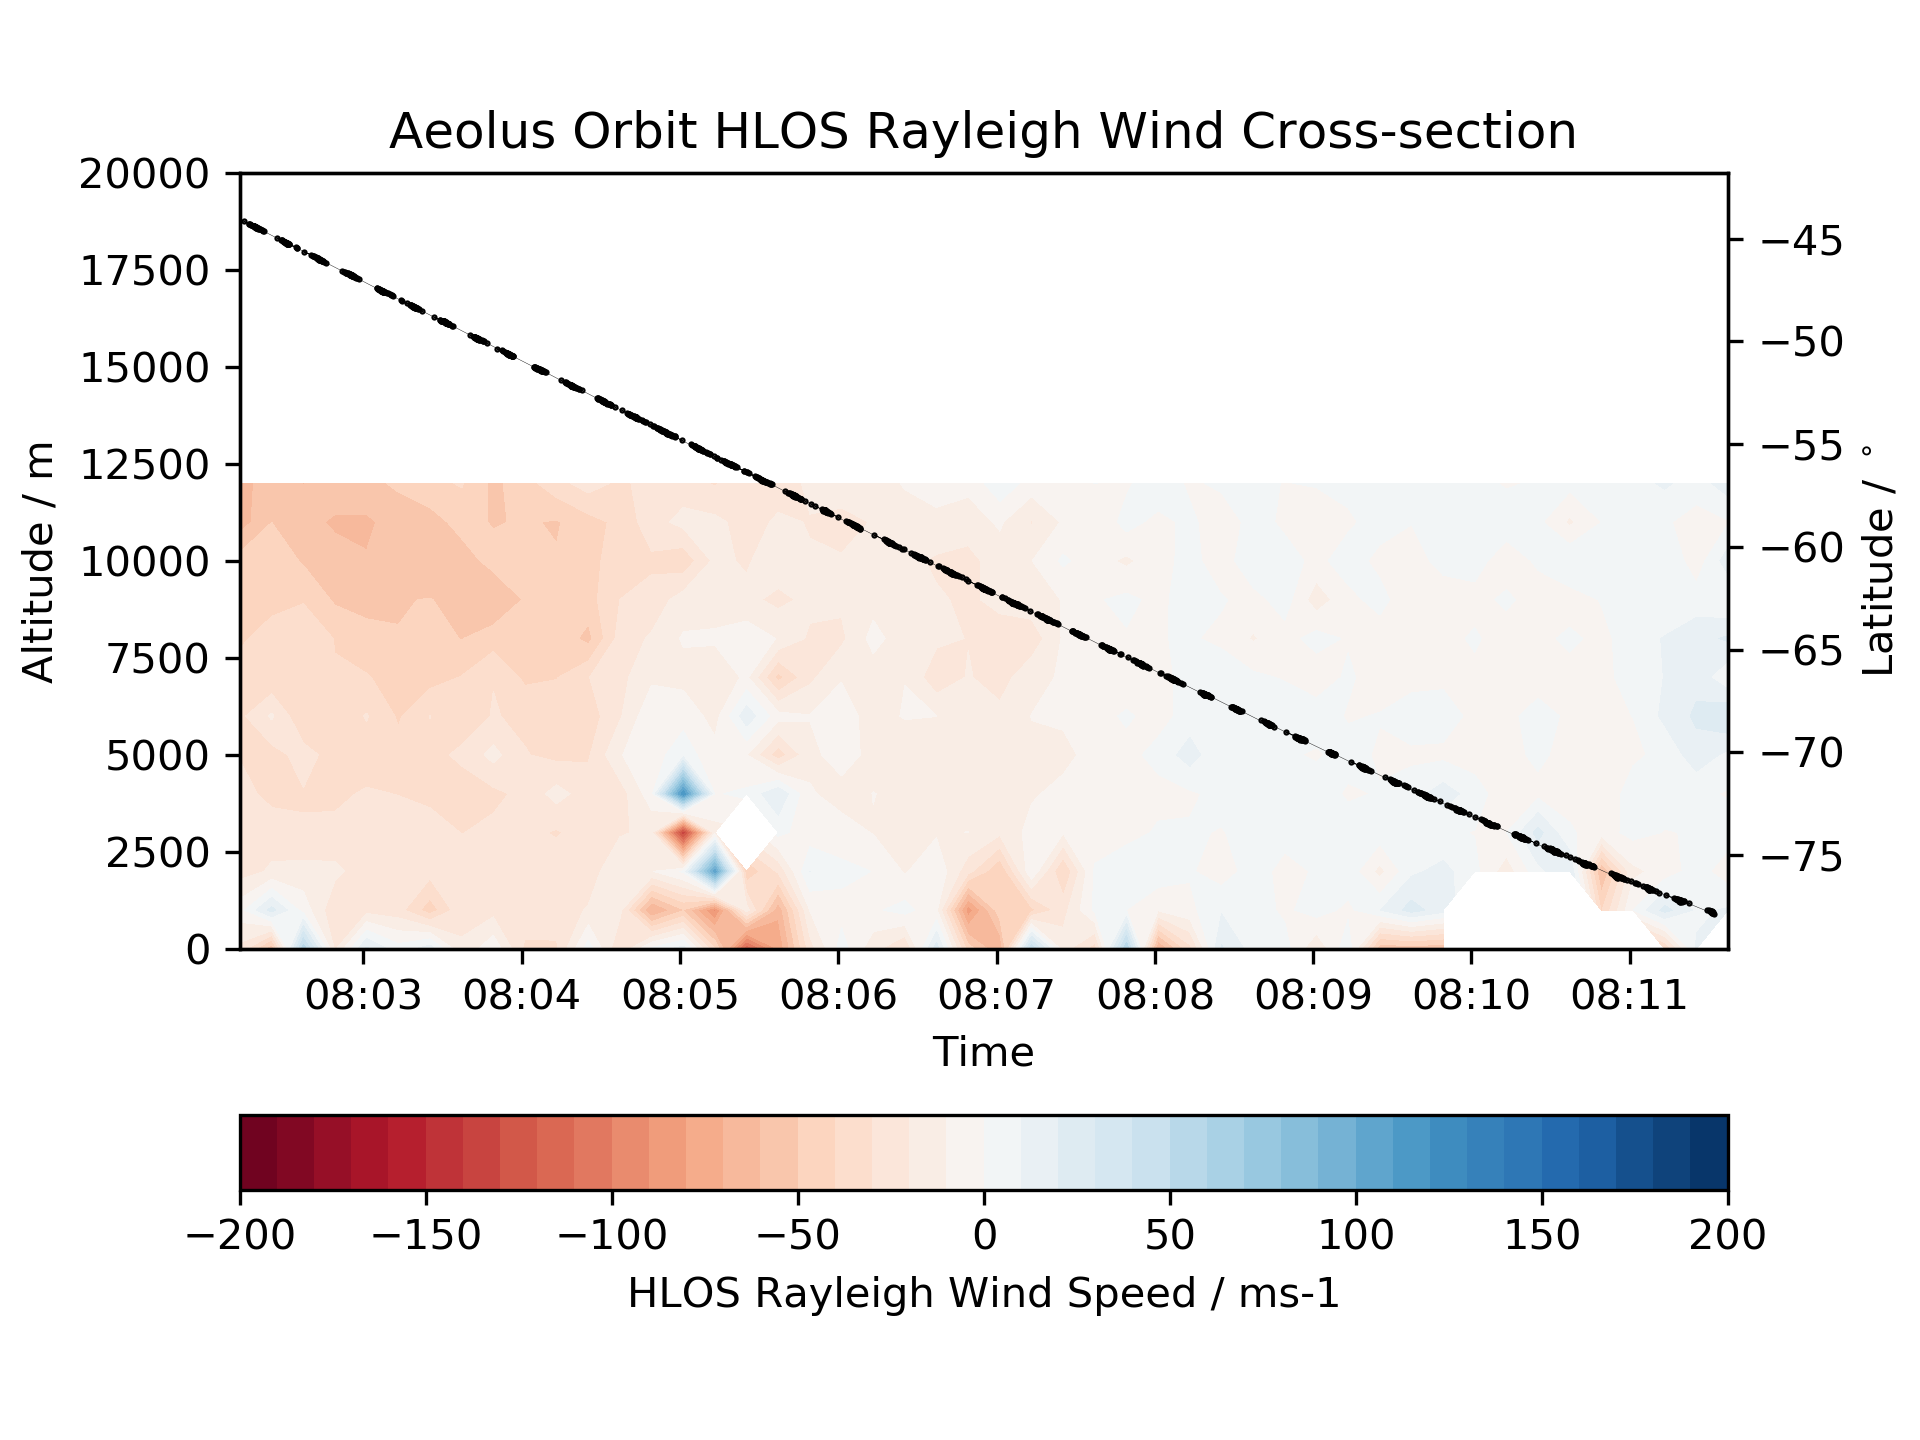 Aeolus Orbit HLOS Rayleigh Wind Cross-section
20000
17500
15000
12500
10000
7500
5000
2500
0
Altitude / m
−45
−50
−55
−60
−65
−70
−75
Latitude / °
08:03 08:04 08:05 08:06 08:07 08:08 08:09 08:10 08:11
Time
−200 −150 −100 −50 0 50 100 150 200
HLOS Rayleigh Wind Speed / ms-1